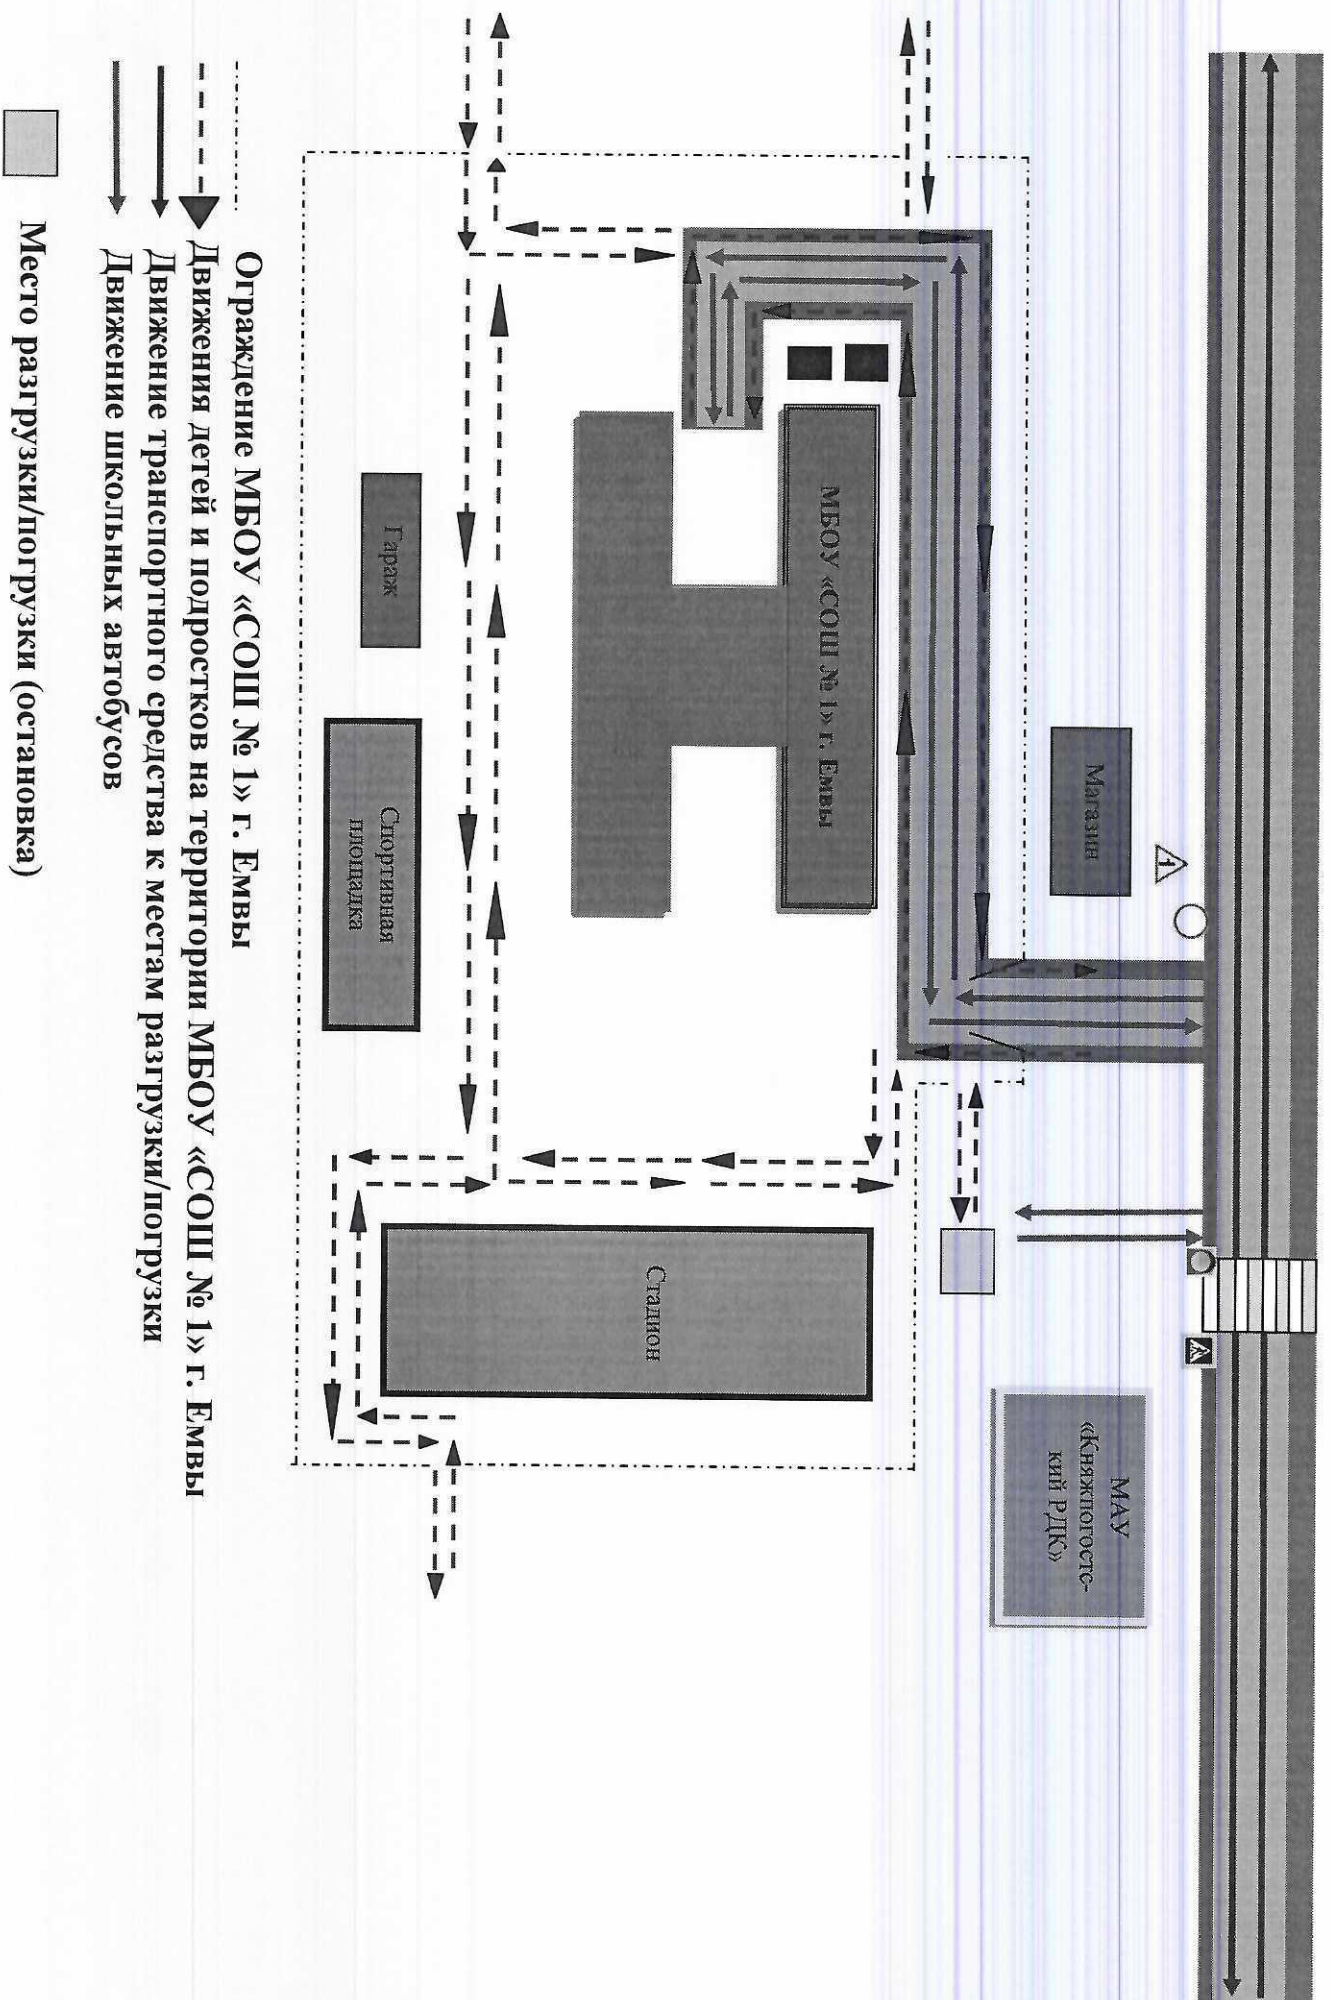 МАУ
«Княжпогостс-
кий РДК»
Магазин
МБОУ «СОШ № 1» г. Емвы
Стадион
Гараж
Спортивная
площадка
Ограждение МБОУ «СОШ № 1» г. Емвы
Движения детей и подростков на территории МБОУ «СОШ № 1» г. Емвы
Движение транспортного средства к местам разгрузки/погрузки
Движение школьных автобусов
Место разгрузки/погрузки (остановка)